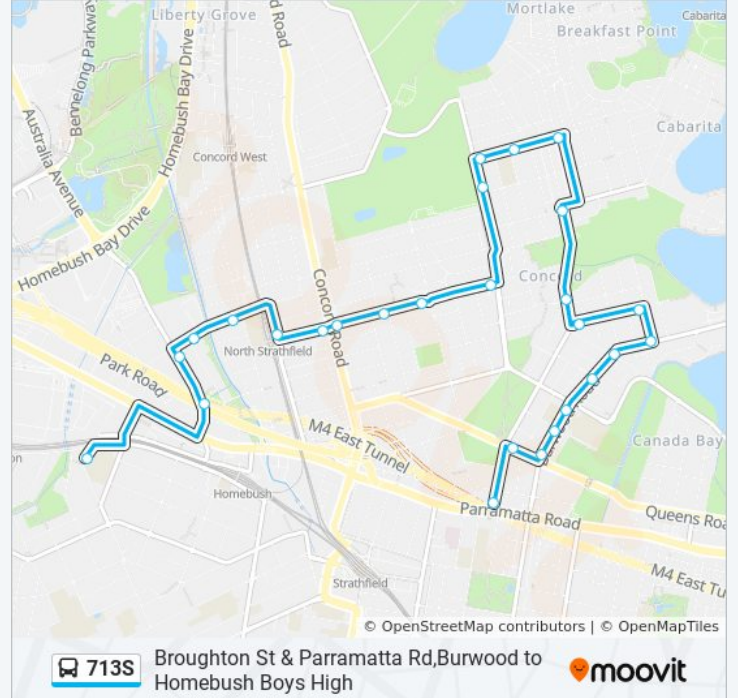 Mortlake
Liberty Grove
d Road
Cabarita
Breakfast Point
Bennelong Parkway
Homebush Bay Drive
Australia Avenue
Cabarita
Concord West
Homebush Bay Drive
Concord
Concord Road
North Strathfield
Park Road
M4 East Tunnel
Canada Bay
on
Homebush
Parramatta Road
Queens Roa
M4 East Tu
Strathfield
© OpenStreetMap contributors | © OpenMapTiles
713S
Broughton St & Parramatta Rd,Burwood to
Homebush Boys High
moovit